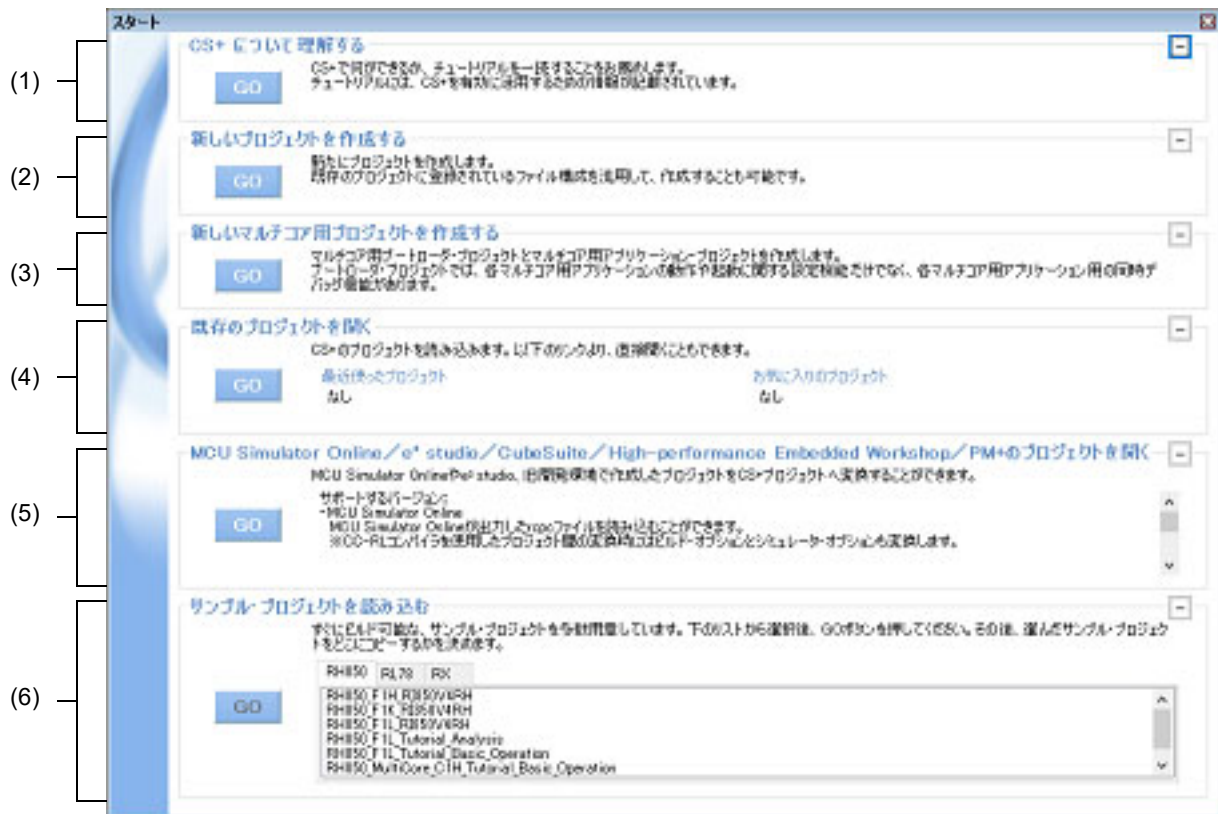 スタート
(1)
CS+ について理解する
GO
CS+で何ができるか、チュートリアルを一読することをお薦めします。
チュートリアルには、CS+を有効に活用するための情報が記載されています。
(2)
新しいプロジェクトを作成する
GO
新たにプロジェクトを作成します。
既存のプロジェクトに登録されているファイル構成を流用して、作成することも可能です。
(3)
新しいマルチコア用プロジェクトを作成する
GO
マルチコア用ブートローダ・プロジェクトとマルチコア用アプリケーション・プロジェクトを作成します。
ブートローダ・プロジェクトでは、各マルチコア用アプリケーションの動作や起動に関する設定機能だけでなく、各マルチコア用アプリケーション用の同時デ
バッグ機能があります。
(4)
既存のプロジェクトを開く
GO
CS+のプロジェクトを読み込みます。以下のリンクより、直接開くこともできます。
最近使ったプロジェクト
なし
お気に入りのプロジェクト
なし
(5)
MCU Simulator Online／e² studio／CubeSuite／High-performance Embedded Workshop／PM+のプロジェクトを開く
GO
MCU Simulator Onlineやe² studio、旧開発環境で作成したプロジェクトをCS+プロジェクトへ変換することができます。
サポートするバージョン:
・MCU Simulator Online
MCU Simulator Onlineが出力したmtpjファイルを読み込むことができます。
※CC-RLコンパイラを使用したプロジェクト間の変換時にはビルド・オプションとシミュレータ・オプションも変換します。
(6)
サンプル・プロジェクトを読み込む
GO
すぐにビルド可能な、サンプル・プロジェクトを多数用意しています。下のリストから選択後、GOボタンを押してください。その後、選んだサンプル・プロジェク
トをどこにコピーするかを決めます。
RH850 RL78 RX
RH850_F1H_RI850V4RH
RH850_F1K_RI850V4RH
RH850_F1L_RI850V4RH
RH850_F1L_Tutorial_Analysis
RH850_F1L_Tutorial_Basic_Operation
RH850_MultiCore_C1H_Tutorial_Basic_Operation